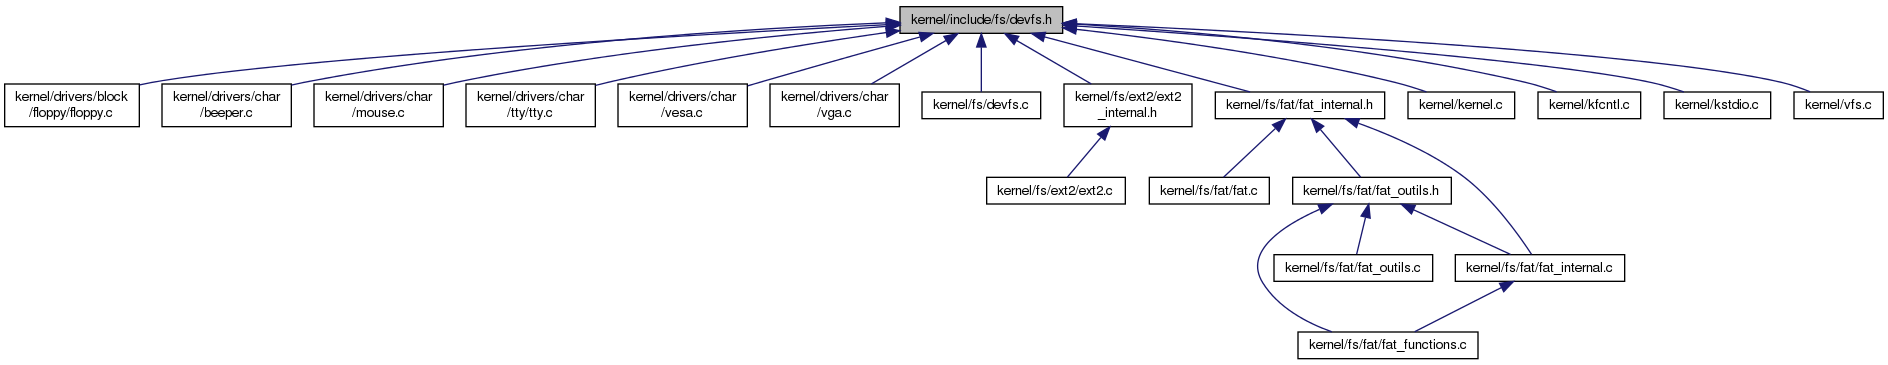 kernel/include/fs/devfs.h
kernel/drivers/block
/floppy/floppy.c
kernel/drivers/char
/beeper.c
kernel/drivers/char
/mouse.c
kernel/drivers/char
/tty/tty.c
kernel/drivers/char
/vesa.c
kernel/drivers/char
/vga.c
kernel/fs/devfs.c
kernel/fs/ext2/ext2
_internal.h
kernel/fs/fat/fat_internal.h
kernel/kernel.c
kernel/kfcntl.c
kernel/kstdio.c
kernel/vfs.c
kernel/fs/ext2/ext2.c
kernel/fs/fat/fat.c
kernel/fs/fat/fat_outils.h
kernel/fs/fat/fat_outils.c
kernel/fs/fat/fat_internal.c
kernel/fs/fat/fat_functions.c